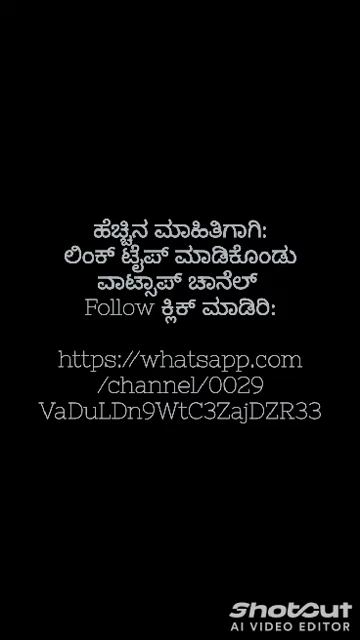 ಹೆಚ್ಚಿನ ಮಾಹಿತಿಗಾಗಿ:
ಲಿಂಕ್ ಟೈಪ್ ಮಾಡಿಕೊಂಡು
ವಾಟ್ಸಾಪ್ ಚಾನೆಲ್
Follow ಕ್ಲಿಕ್ ಮಾಡಿರಿ:
https://whatsapp.com
/channel/0029
VaDuLDn9WtC3ZajDZR33
ShotCut
AI VIDEO EDITOR